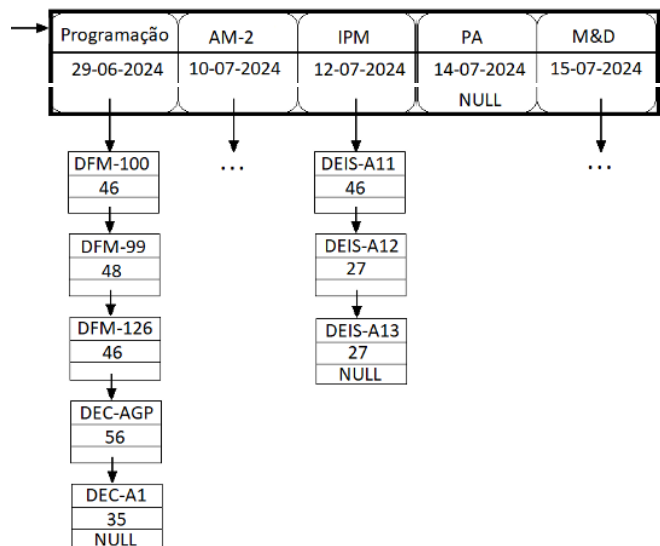 Programação AM-2 IPM PA M&D
29-06-2024 10-07-2024 12-07-2024 14-07-2024 15-07-2024
NULL
DFM-100 ... DEIS-A11 ...
46 46
DFM-99 DEIS-A12
48 27
DFM-126 DEIS-A13
46 27
NULL
DEC-AGP
56
DEC-A1
35
NULL